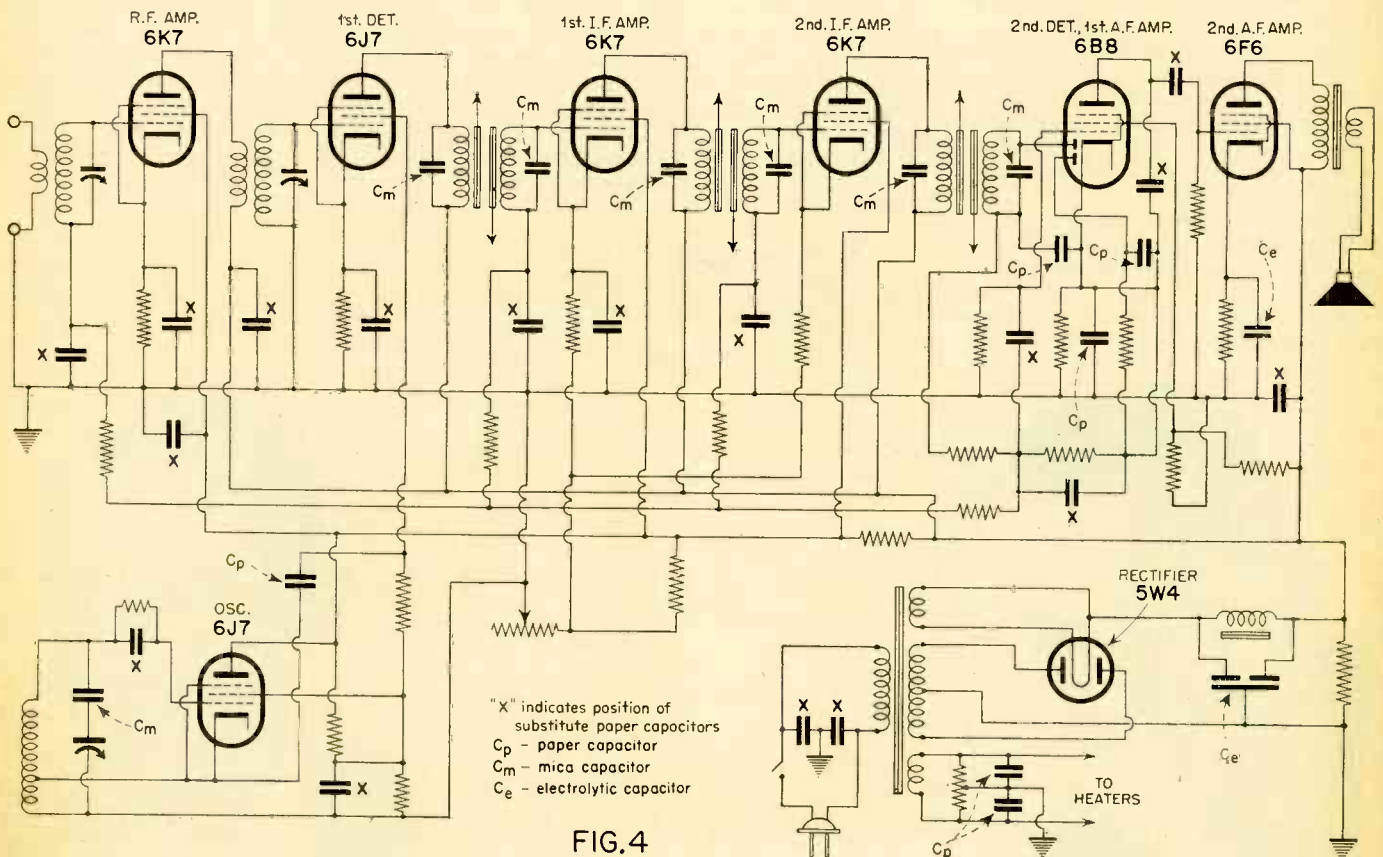 R.F. AMP.
6K7
1st. DET.
6J7
1st. I.F. AMP.
6K7
2nd. I.F. AMP.
6K7
2nd. DET., 1st. A.F. AMP.
6B8
2nd. A.F. AMP.
6F6
X
Cm
Cm
Cm
Cm
Cm
Cm
X
X
X
X
X
X
X
X
X
Cp
Cp
X
Cp
X
Ce
X
X
X
Cp
OSC.
6J7
X
Cm
X
"X" indicates position of
substitute paper capocitors
Cp – paper capacitor
Cm – mica capacitor
Ce – electrolytic capacitor
RECTIFIER
5W4
X X
Ce
TO
HEATERS
Cp
FIG.4